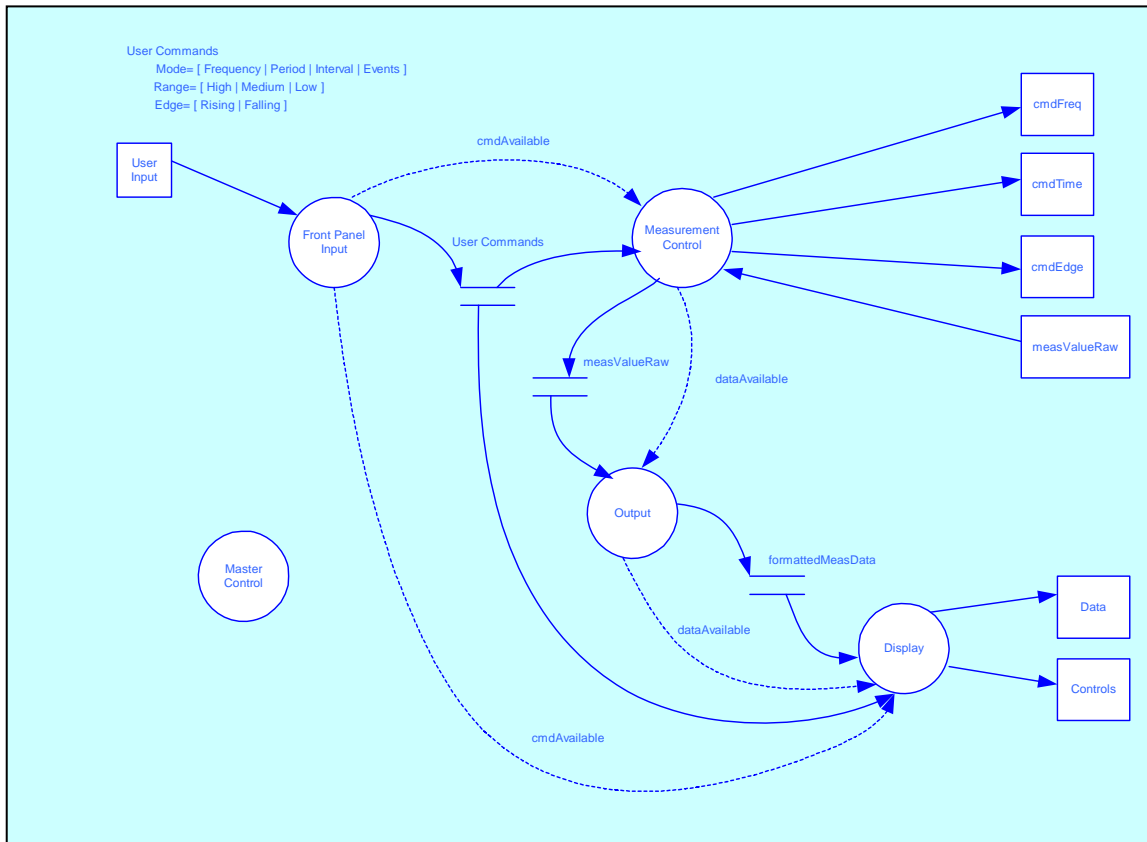 User Commands
Mode= [ Frequency | Period | Interval | Events ]
Range= [ High | Medium | Low ]
Edge= [ Rising | Falling ]
cmdFreq
cmdAvailable
User
Input
cmdTime
Front Panel
Input
User Commands
Measurement
Control
cmdEdge
measValueRaw
measValueRaw
dataAvailable
Output
formattedMeasData
Master
Control
dataAvailable
Data
Display
Controls
cmdAvailable